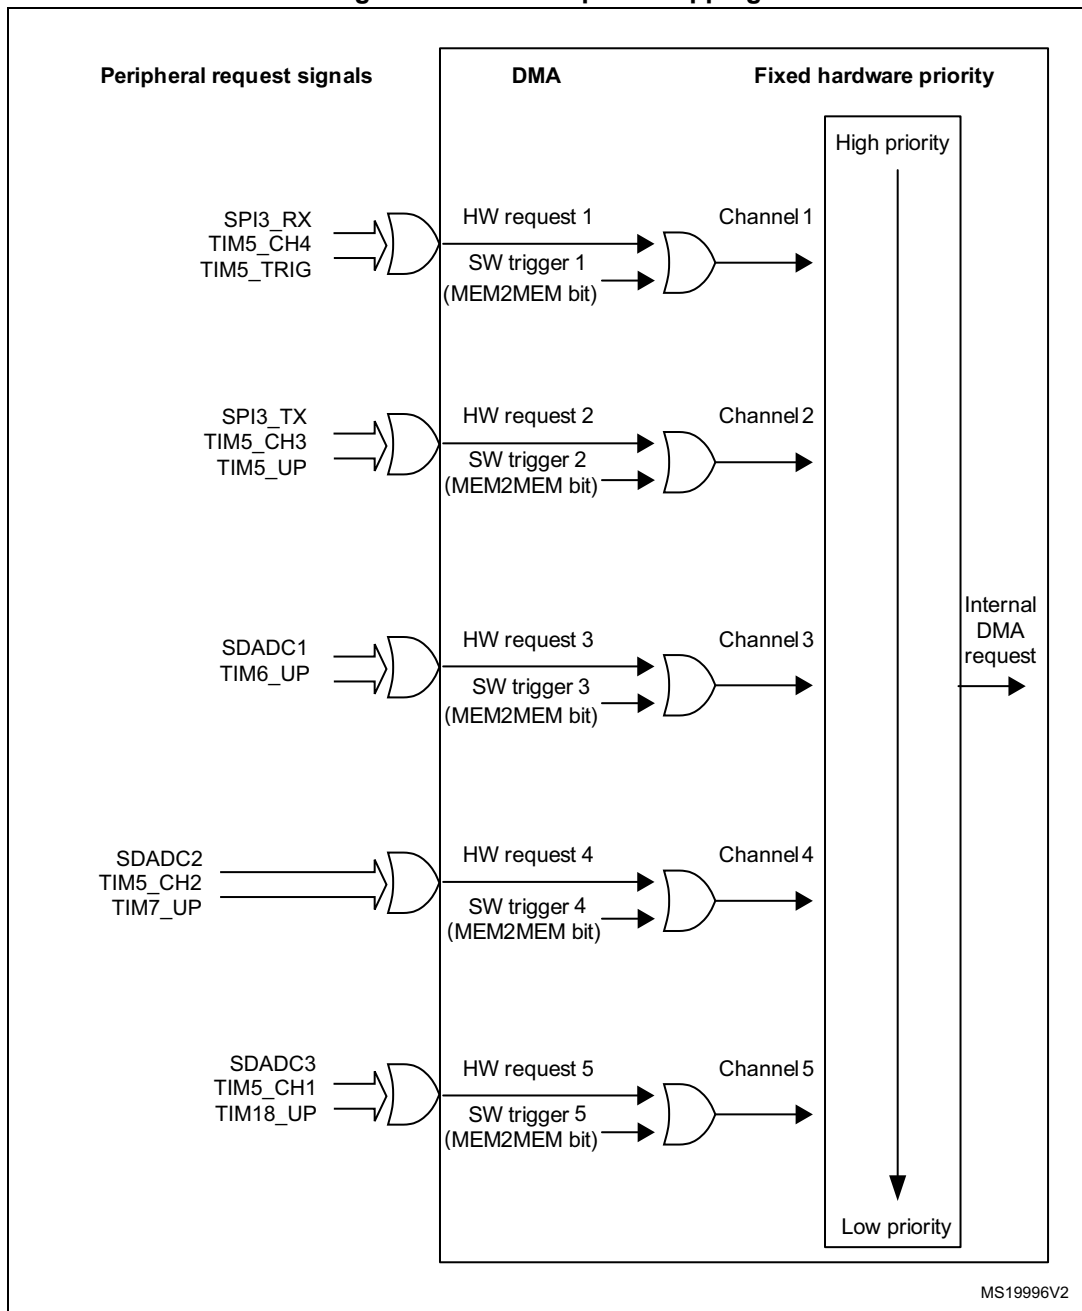 Peripheral request signals
DMA
Fixed hardware priority
High priority
SPI3_RX
TIM5_CH4
TIM5_TRIG
HW request 1
SW trigger 1
(MEM2MEM bit)
Channel 1
SPI3_TX
TIM5_CH3
TIM5_UP
HW request 2
SW trigger 2
(MEM2MEM bit)
Channel 2
SDADC1
TIM6_UP
HW request 3
SW trigger 3
(MEM2MEM bit)
Channel 3
Internal
DMA
request
SDADC2
TIM5_CH2
TIM7_UP
HW request 4
SW trigger 4
(MEM2MEM bit)
Channel 4
SDADC3
TIM5_CH1
TIM18_UP
HW request 5
SW trigger 5
(MEM2MEM bit)
Channel 5
Low priority
MS19996V2